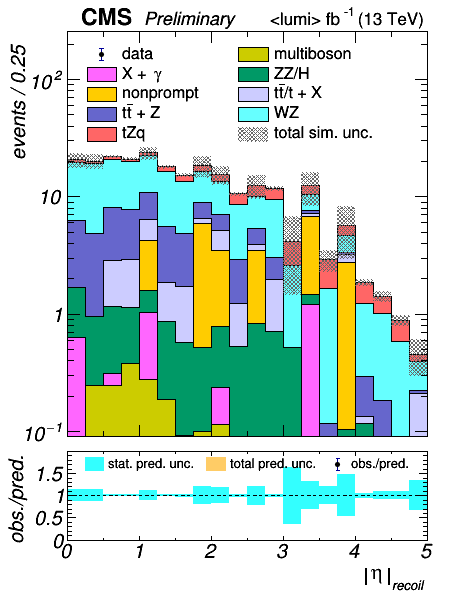 CMS Preliminary <lumi> fb⁻¹ (13 TeV)
events / 0.25
10²
10
1
10⁻¹
data
X + γ
nonprompt
tt̄ + Z
tZ̄q
multiboson
ZZ/H
tt̄/t + X
WZ
total sim. unc.
obs./pred.
1.5
1
0.5
0
stat. pred. unc. total pred. unc. obs./pred.
0 1 2 3 4 5
|η|recoil